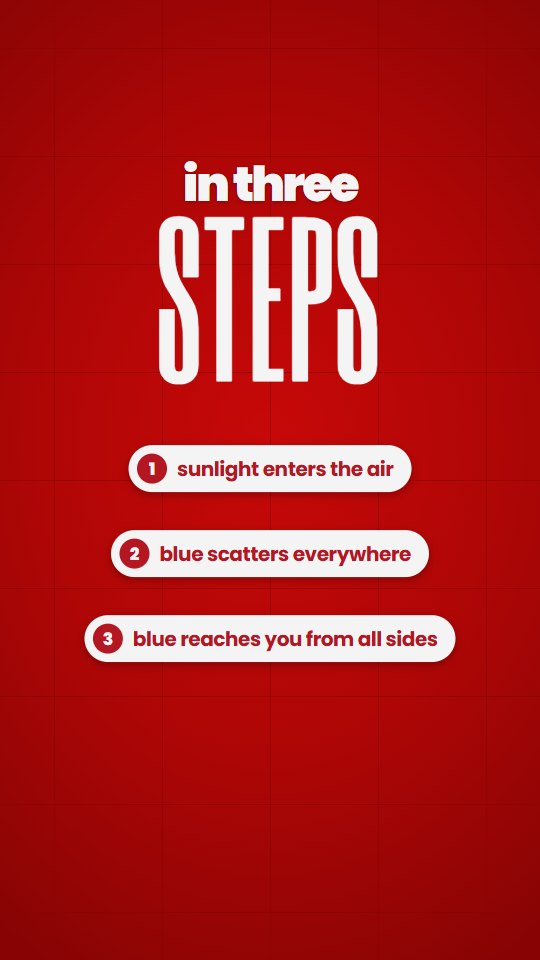 in three
STEPS
1 sunlight enters the air
2 blue scatters everywhere
3 blue reaches you from all sides